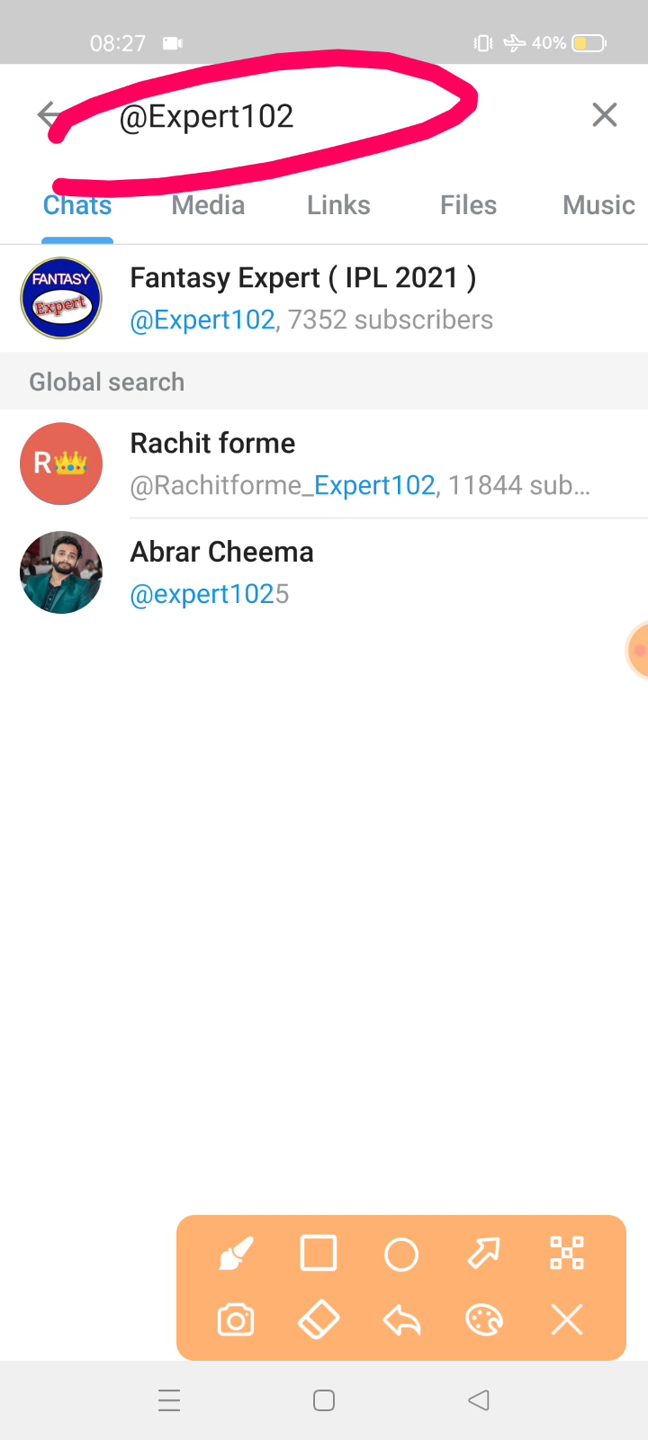 08:27 40%
@Expert102
Chats Media Links Files Music
FANTASY
Expert
Fantasy Expert ( IPL 2021 )
@Expert102, 7352 subscribers
Global search
R👑
Rachit forme
@Rachitforme_Expert102, 11844 sub...
Abrar Cheema
@expert1025